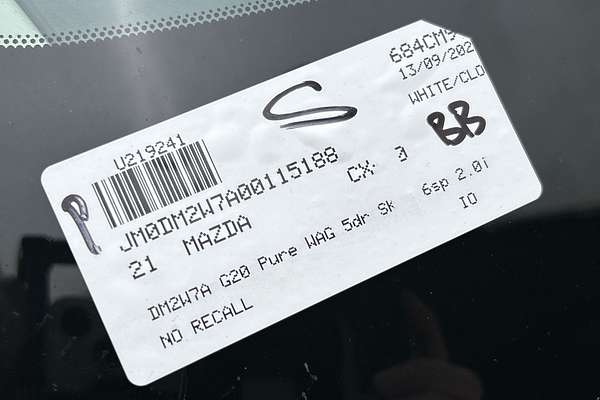 684CM9
13/09/202
WHITE/CLO
S
BB
U219241
P
JM0DM2W7A00115188
21 MAZDA CX- 3
DM2W7A G20 Pure WAG 5dr Sk 6sp 2.0i
NO RECALL IO